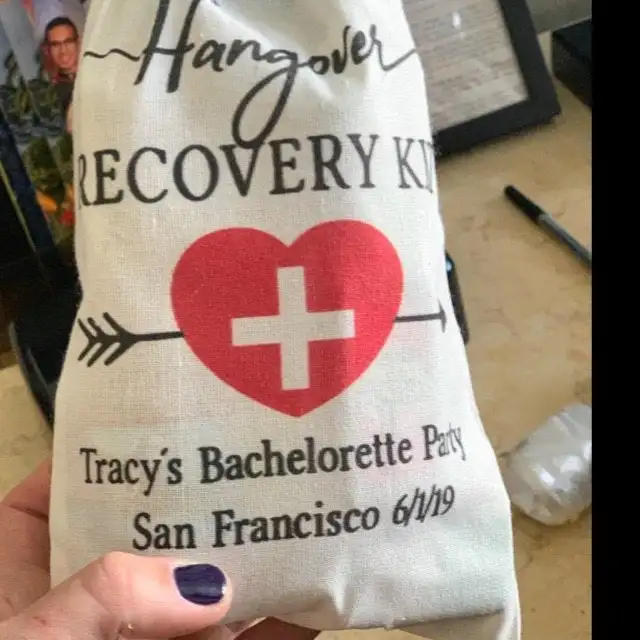 Hangover
RECOVERY KIT
Tracy's Bachelorette Party
San Francisco 6/1/19